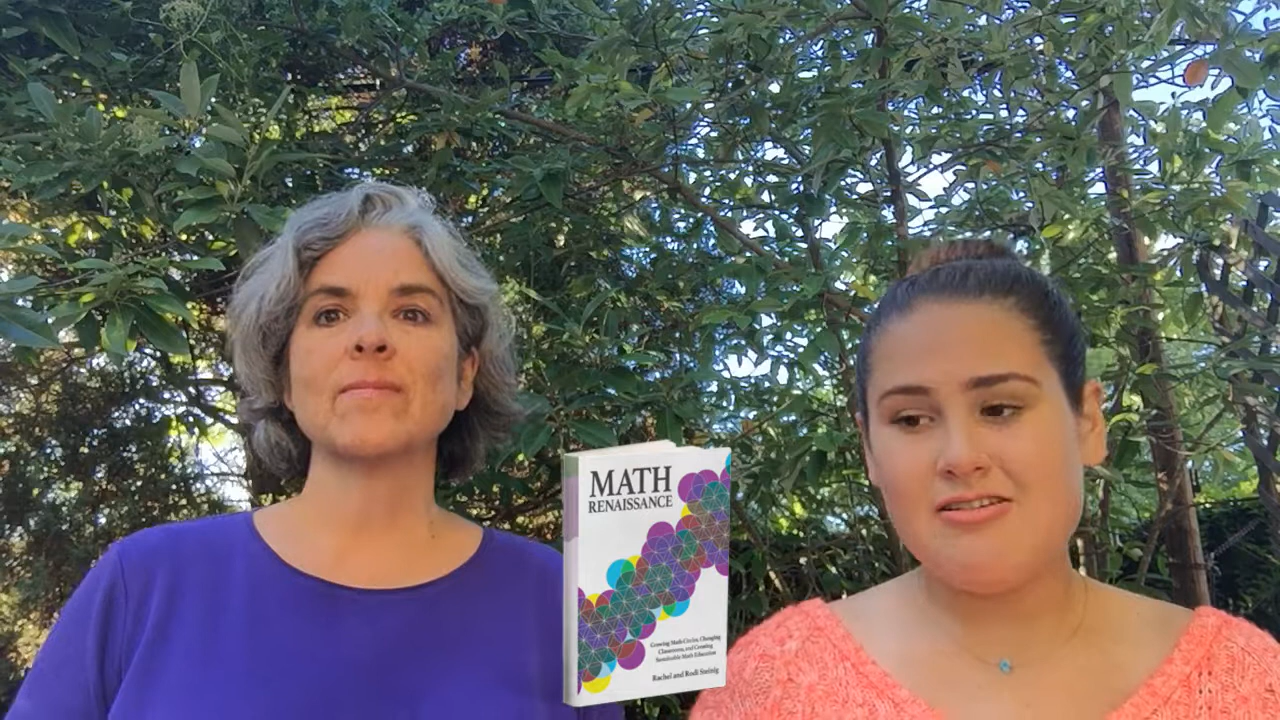 MATH
RENAISSANCE
Growing Math Circles, Changing
Classrooms, and Creating
Sustainable Math Education
Rachel and Rodi Steinig